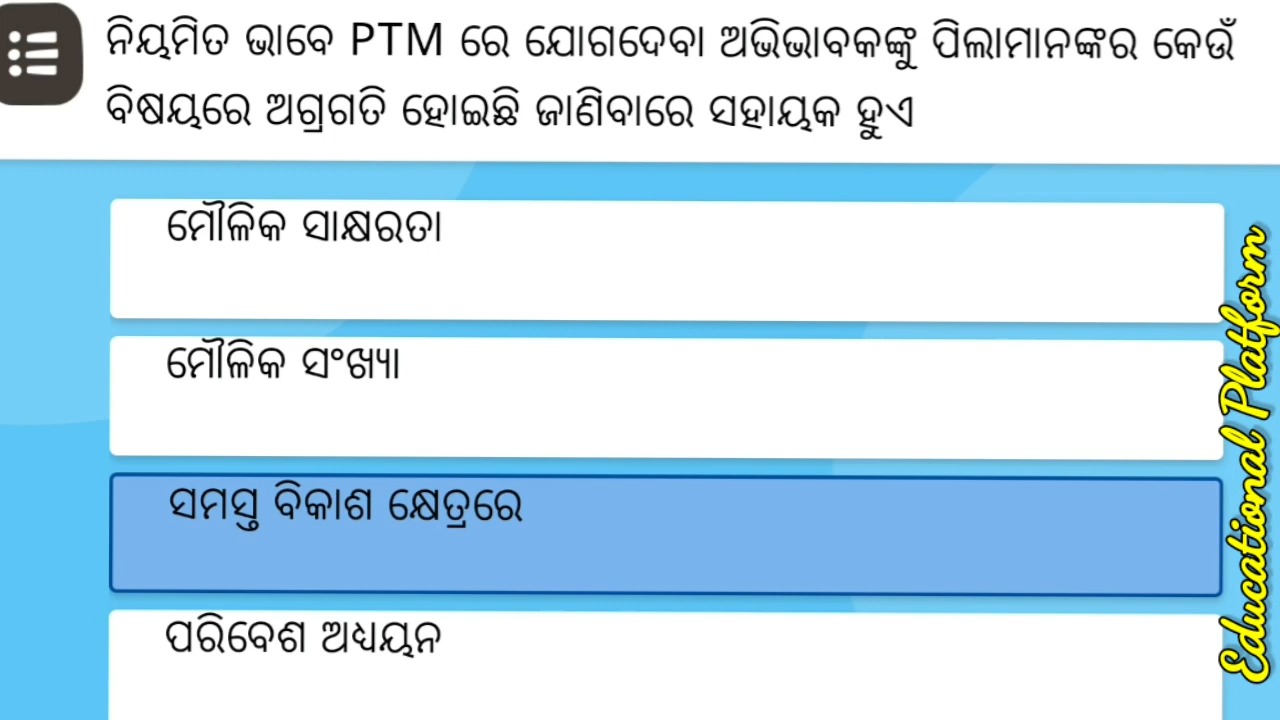 ନିୟମିତ ଭାବେ PTM ରେ ଯୋଗଦେବା ଅଭିଭାବକଙ୍କୁ ପିଲାମାନଙ୍କର କେଉଁ
ବିଷୟରେ ଅଗ୍ରଗତି ହୋଇଛି ଜାଣିବାରେ ସହାୟକ ହୁଏ
ମୌଳିକ ସାକ୍ଷରତା
ମୌଳିକ ସଂଖ୍ୟା
ସମସ୍ତ ବିକାଶ କ୍ଷେତ୍ରରେ
ପରିବେଶ ଅଧ୍ୟୟନ
Educational Platform